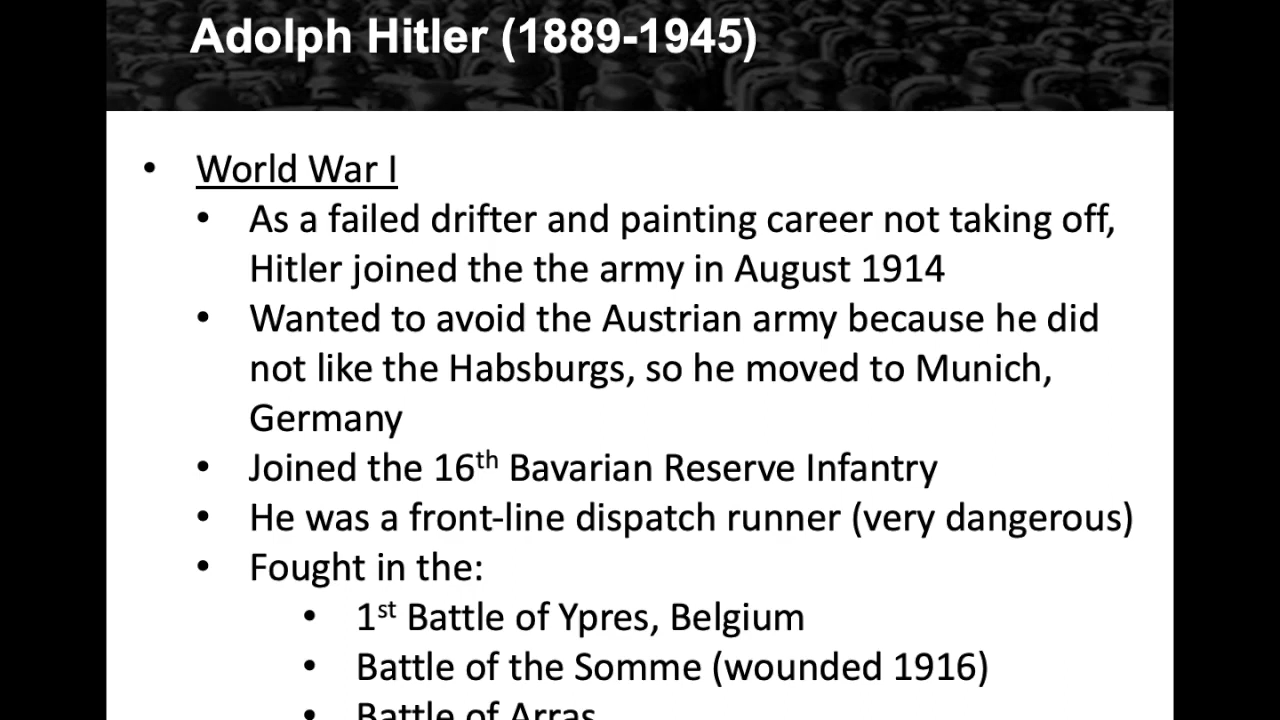 Adolph Hitler (1889-1945)
• World War I
• As a failed drifter and painting career not taking off,
Hitler joined the the army in August 1914
• Wanted to avoid the Austrian army because he did
not like the Habsburgs, so he moved to Munich,
Germany
• Joined the 16th Bavarian Reserve Infantry
• He was a front-line dispatch runner (very dangerous)
• Fought in the:
• 1st Battle of Ypres, Belgium
• Battle of the Somme (wounded 1916)
• Battle of Arras